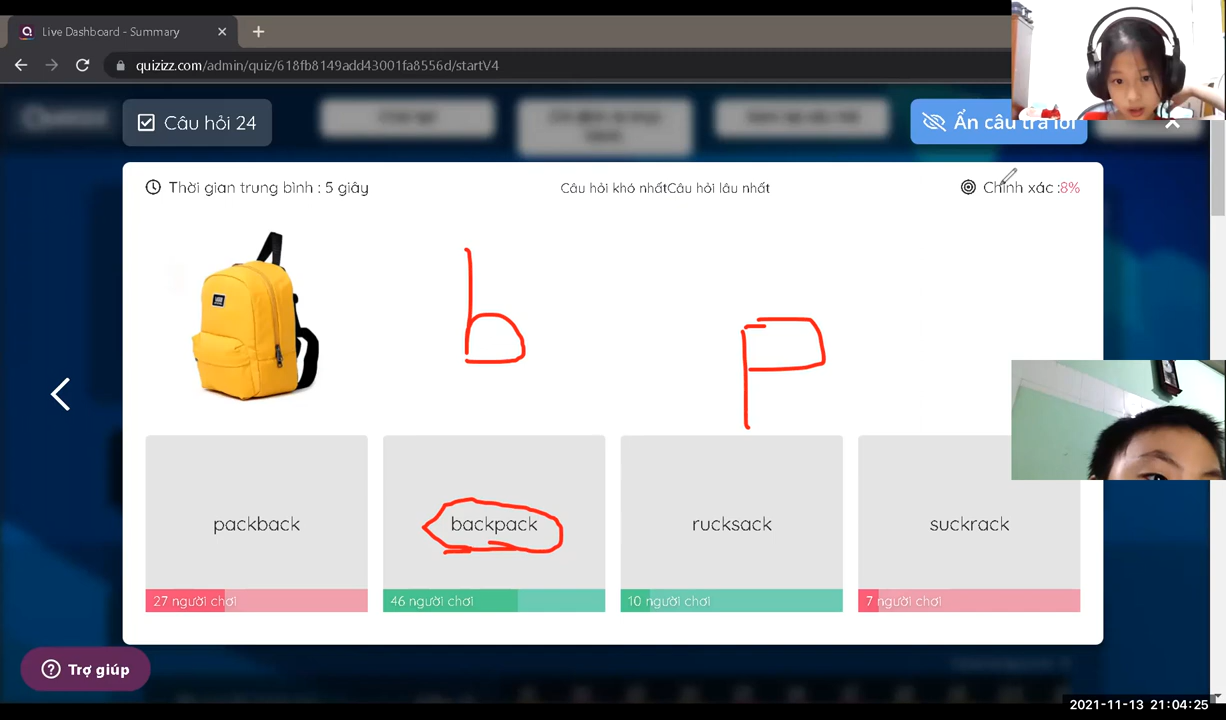 Live Dashboard - Summary
quizizz.com/admin/quiz/618fb8149add43001fa8556d/startV4
Câu hỏi 24
Ẩn câu trả lời
Thời gian trung bình : 5 giây
Câu hỏi khó nhấtCâu hỏi lâu nhất
Chính xác :8%
b
p
packback
backpack
rucksack
suckrack
27 người chơi
46 người chơi
10 người chơi
7 người chơi
Trợ giúp
2021-11-13 21:04:25